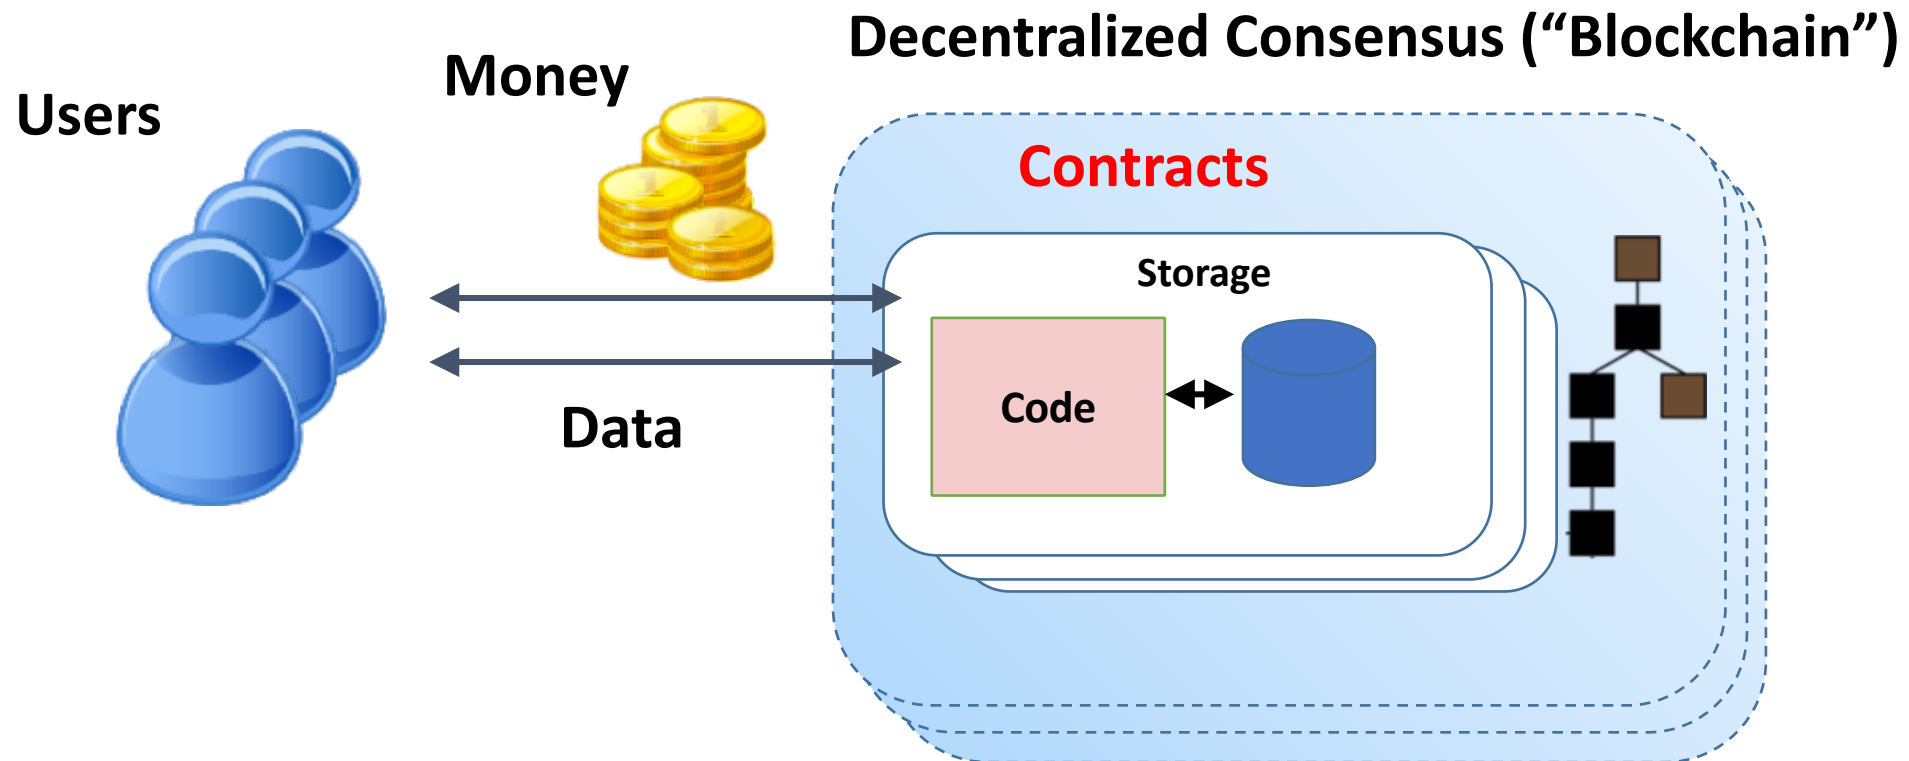 Decentralized Consensus (“Blockchain”)
Money
Users
Contracts
Storage
Code
Data